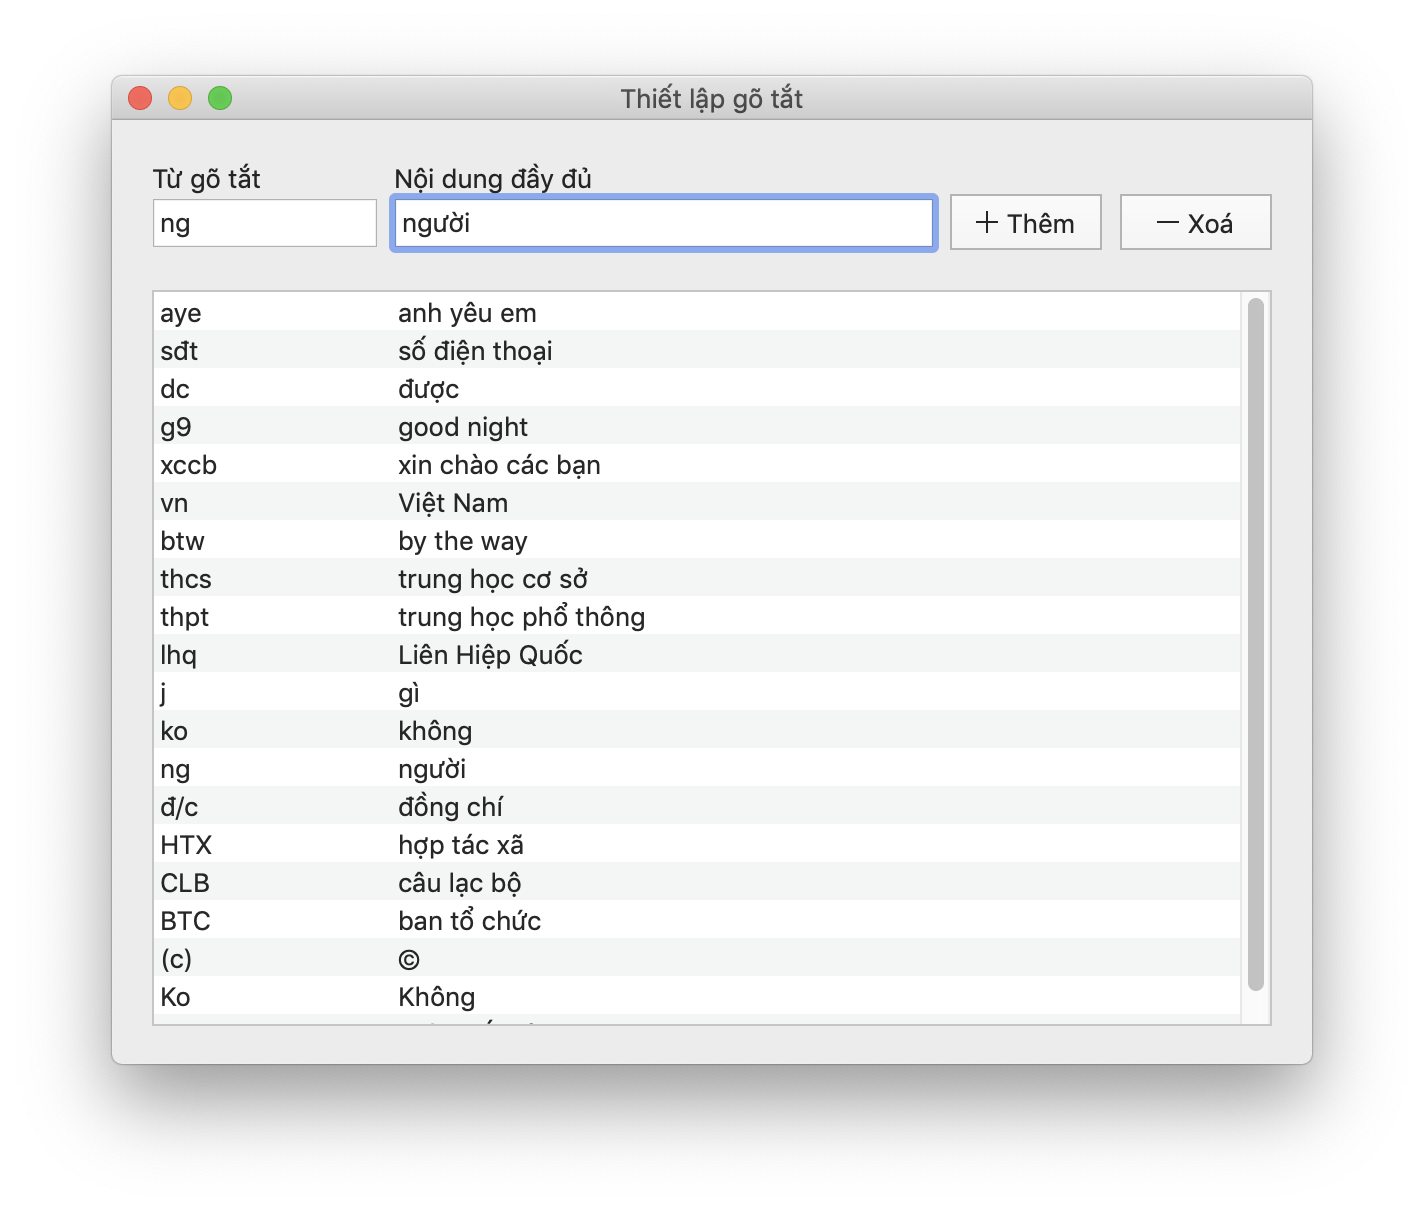 Thiết lập gõ tắt
Từ gõ tắt Nội dung đầy đủ
ng người + Thêm − Xoá
aye anh yêu em
sđt số điện thoại
dc được
g9 good night
xccb xin chào các bạn
vn Việt Nam
btw by the way
thcs trung học cơ sở
thpt trung học phổ thông
lhq Liên Hiệp Quốc
j gì
ko không
ng người
đ/c đồng chí
HTX hợp tác xã
CLB câu lạc bộ
BTC ban tổ chức
(c) ©
Ko Không